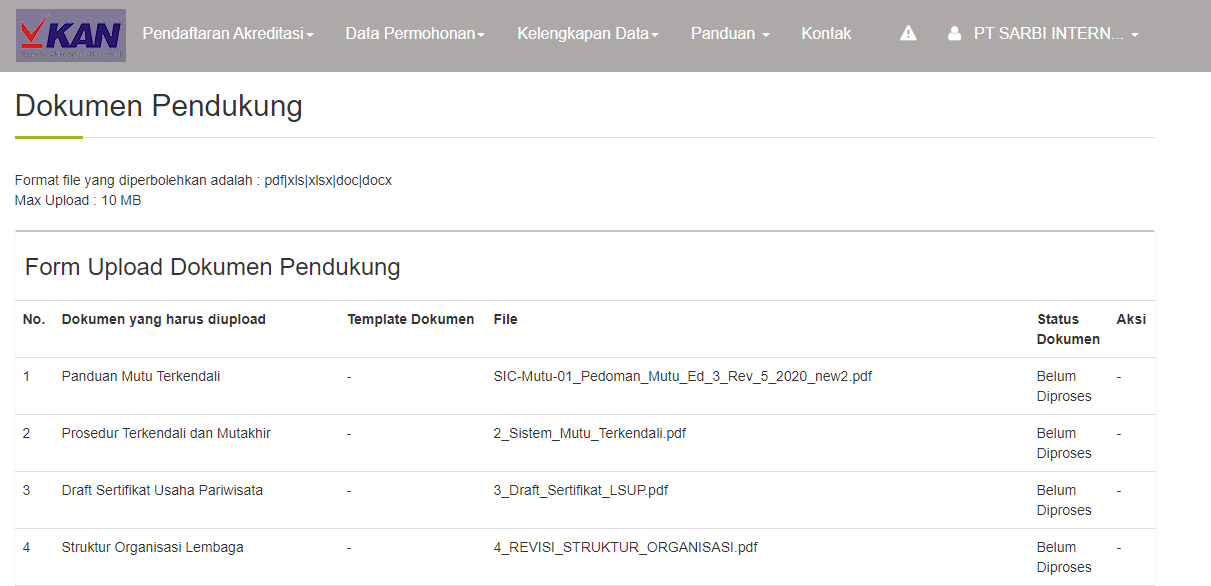 KAN
Pendaftaran Akreditasi
Data Permohonan
Kelengkapan Data
Panduan
Kontak
PT SARBI INTERN...
Dokumen Pendukung
Format file yang diperbolehkan adalah : pdf|xls|xlsx|doc|docx
Max Upload : 10 MB
Form Upload Dokumen Pendukung
No. Dokumen yang harus diupload Template Dokumen File Status Dokumen Aksi
1 Panduan Mutu Terkendali - SIC-Mutu-01_Pedoman_Mutu_Ed_3_Rev_5_2020_new2.pdf Belum Diproses -
2 Prosedur Terkendali dan Mutakhir - 2_Sistem_Mutu_Terkendali.pdf Belum Diproses -
3 Draft Sertifikat Usaha Pariwisata - 3_Draft_Sertifikat_LSUP.pdf Belum Diproses -
4 Struktur Organisasi Lembaga - 4_REVISI_STRUKTUR_ORGANISASI.pdf Belum Diproses -